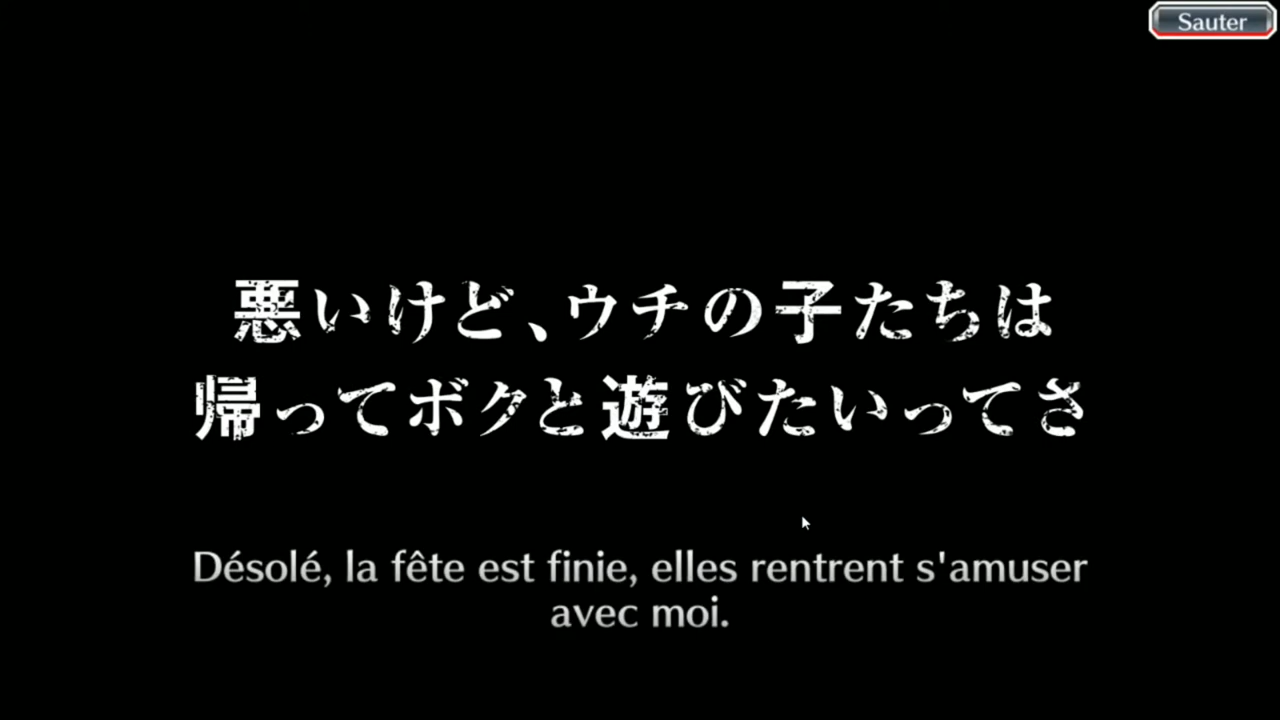 Sauter
悪いけど、ウチの子たちは
帰ってボクと遊びたいってさ
Désolé, la fête est finie, elles rentrent s'amuser
avec moi.